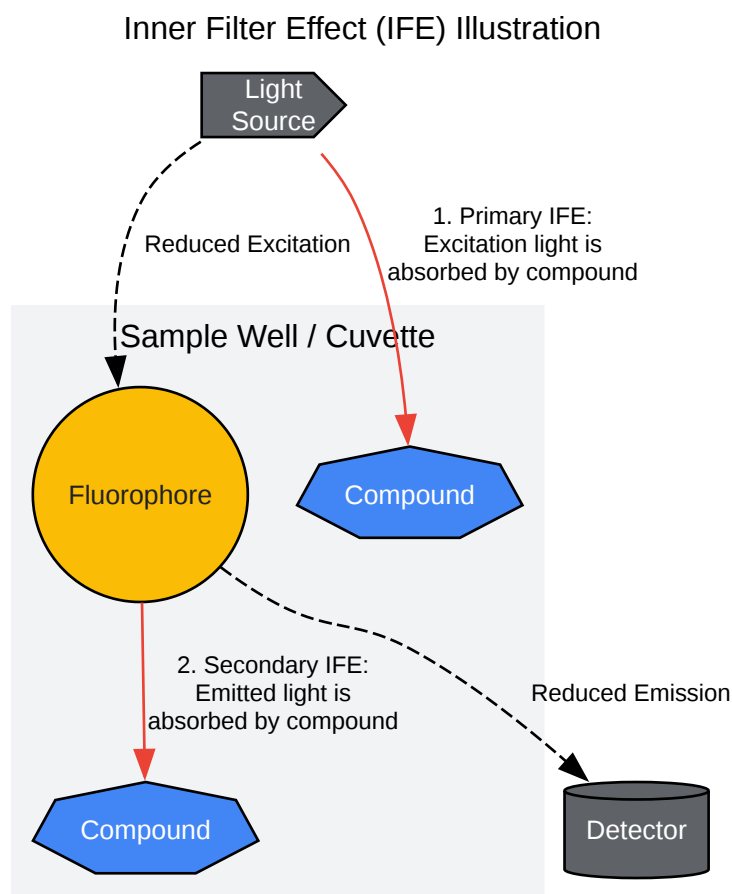 Inner Filter Effect (IFE) Illustration
Light
Source
1. Primary IFE:
Excitation light is
absorbed by compound
Reduced Excitation
Sample Well / Cuvette
Fluorophore
Compound
2. Secondary IFE:
Emitted light is
absorbed by compound
Reduced Emission
Compound
Detector